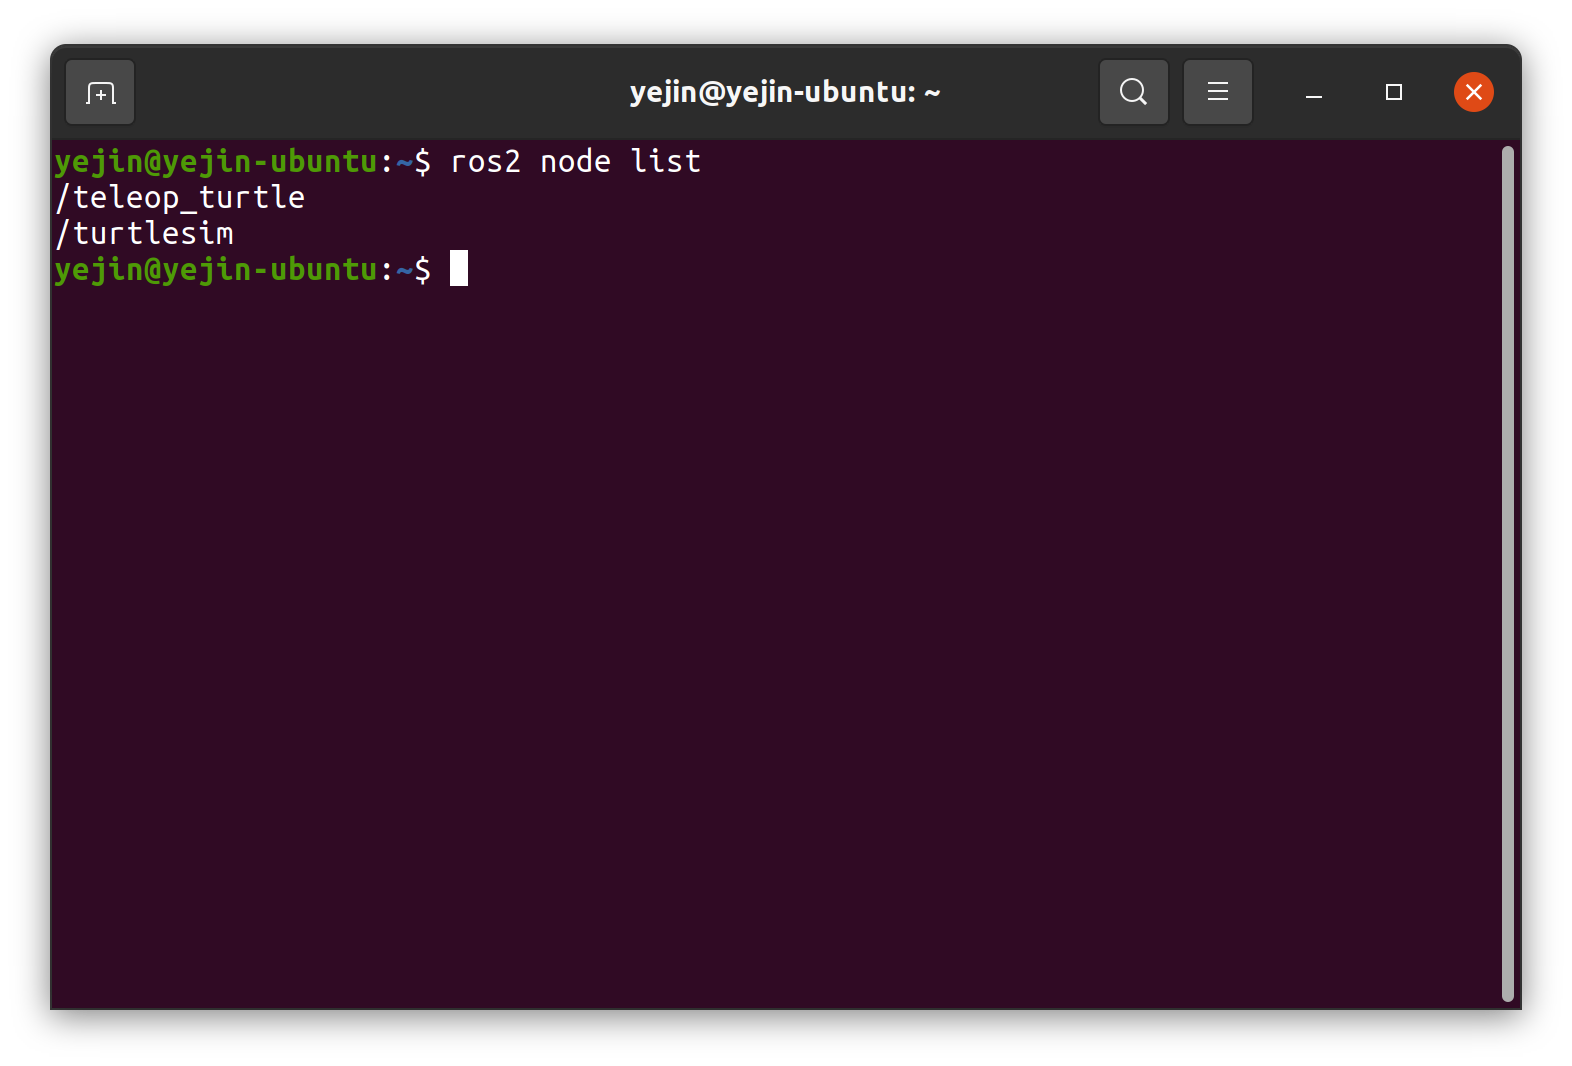 yejin@yejin-ubuntu: ~
yejin@yejin-ubuntu:~$ ros2 node list
/teleop_turtle
/turtlesim
yejin@yejin-ubuntu:~$